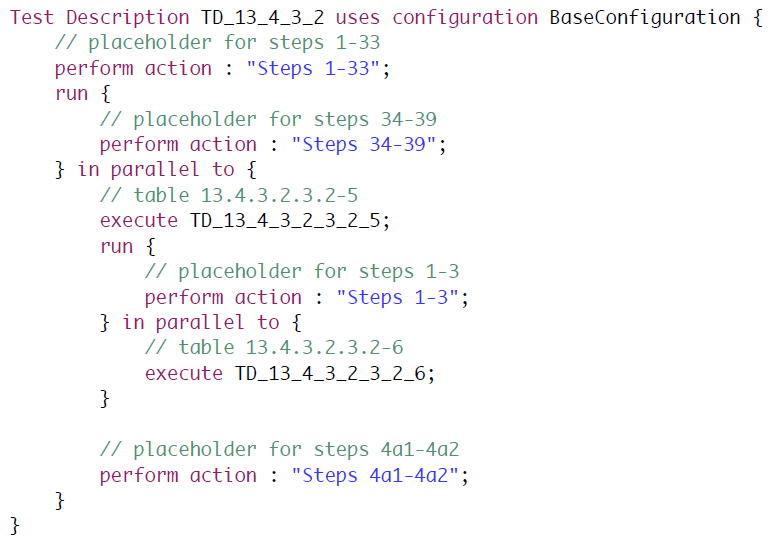 Test Description TD_13_4_3_2 uses configuration BaseConfiguration {
    // placeholder for steps 1-33
    perform action : "Steps 1-33";
    run {
        // placeholder for steps 34-39
        perform action : "Steps 34-39";
    } in parallel to {
        // table 13.4.3.2.3.2-5
        execute TD_13_4_3_2_3_2_5;
        run {
            // placeholder for steps 1-3
            perform action : "Steps 1-3";
        } in parallel to {
            // table 13.4.3.2.3.2-6
            execute TD_13_4_3_2_3_2_6;
        }

        // placeholder for steps 4a1-4a2
        perform action : "Steps 4a1-4a2";
    }
}